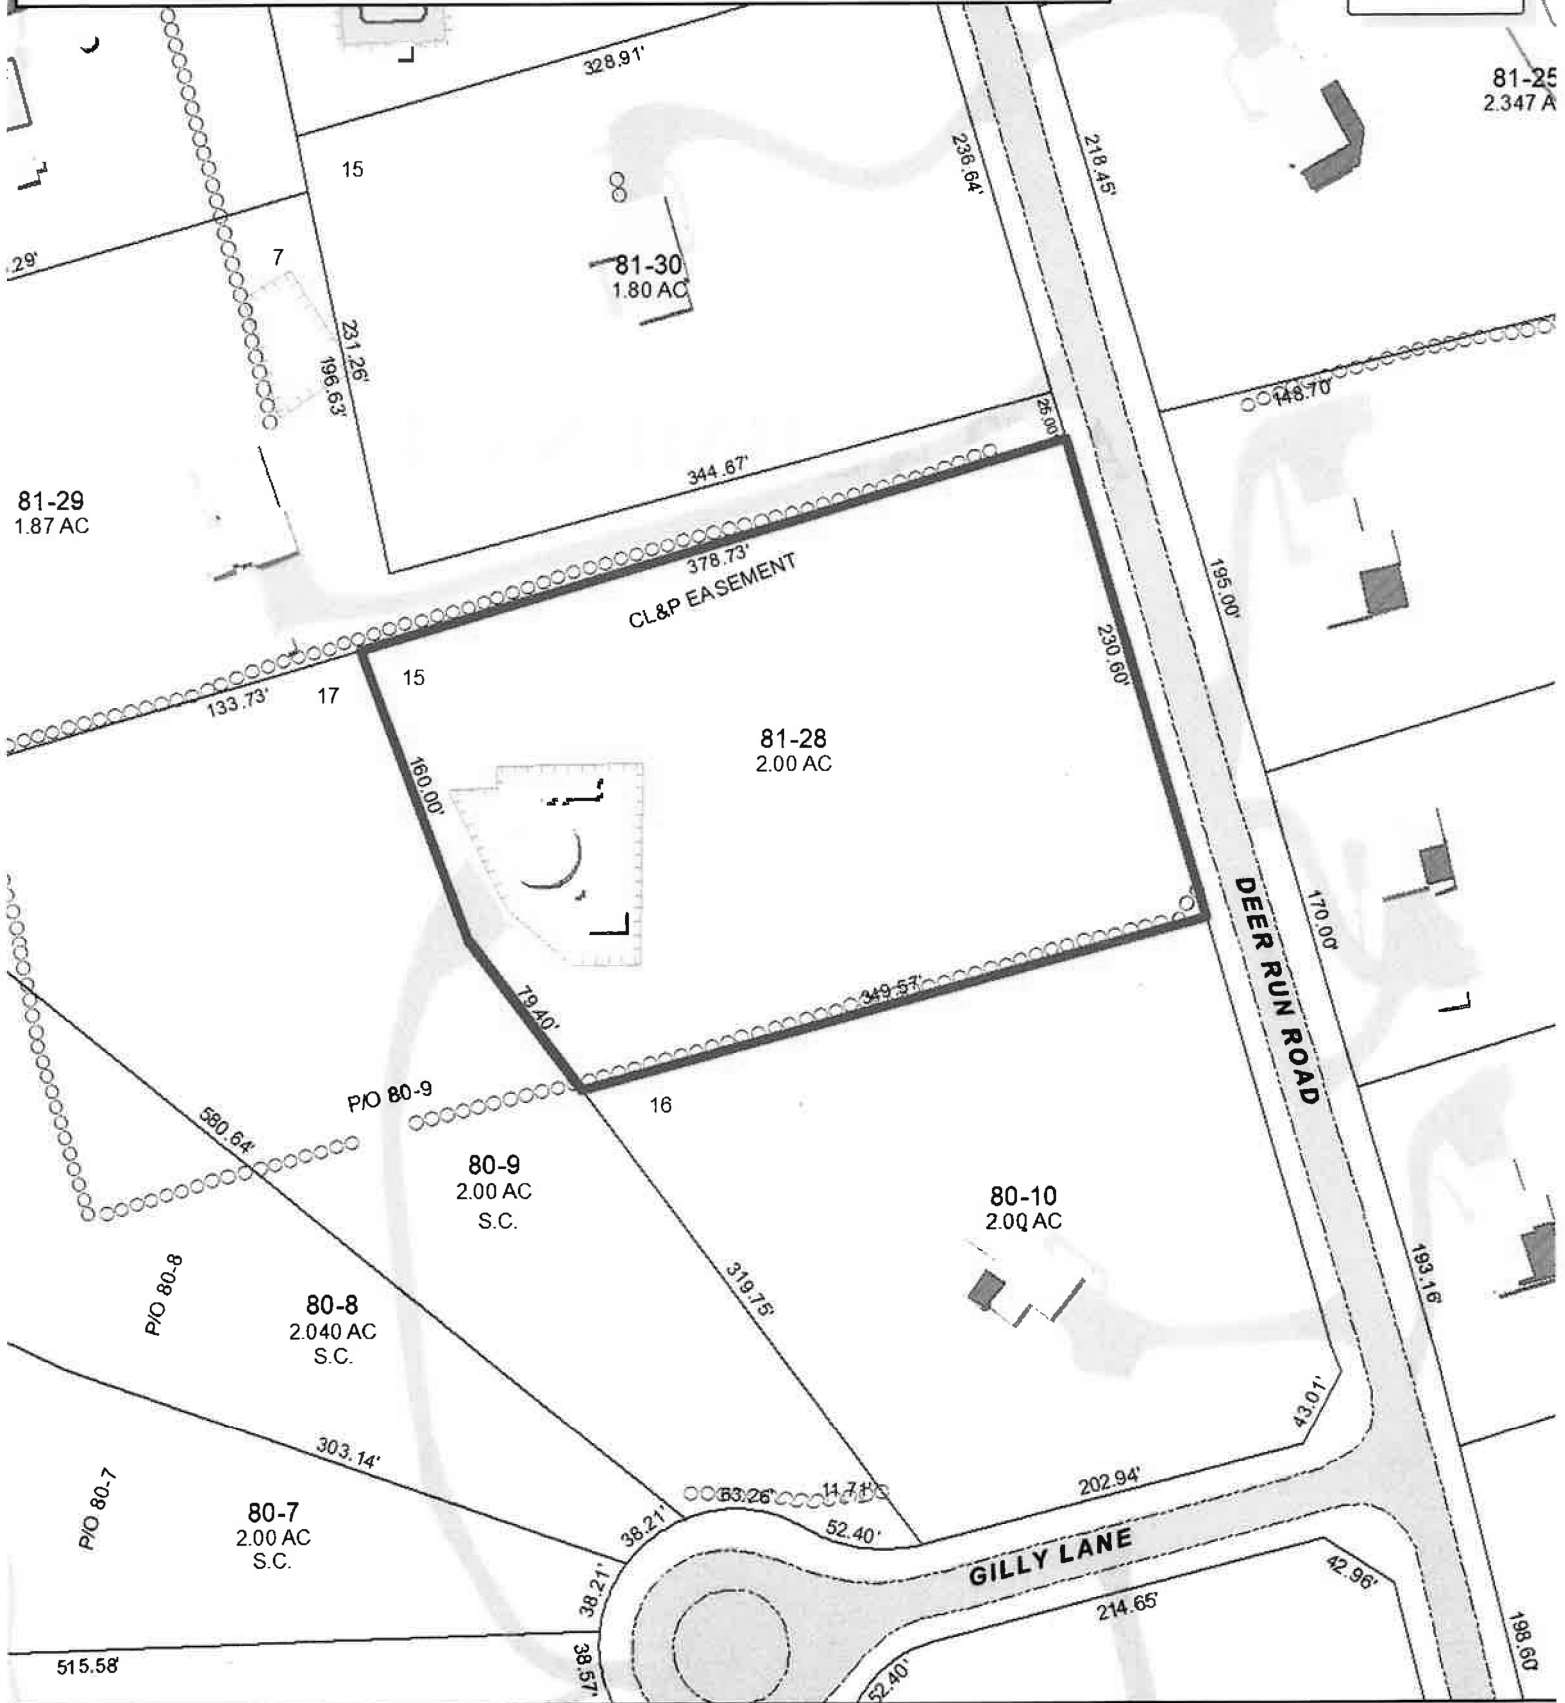 328.91'
81-25
2.347 A
15
236.64'
218.45'
.29'
7
81-30
1.80 AC
231.26'
196.63'
148.70'
25.00'
344.67'
81-29
1.87 AC
378.73'
CL&P EASEMENT
195.00'
230.60'
15
17
133.73'
81-28
2.00 AC
160.00'
DEER RUN ROAD
170.00'
349.57'
79.40'
P/O 80-9
16
580.64'
80-9
2.00 AC
S.C.
80-10
2.00 AC
P/O 80-8
80-8
2.040 AC
S.C.
319.75'
193.16'
43.01'
303.14'
P/O 80-7
80-7
2.00 AC
S.C.
63.26'
11.71'
202.94'
38.21'
52.40'
GILLY LANE
38.21'
42.96'
214.65'
198.60'
515.58'
38.57'
52.40'